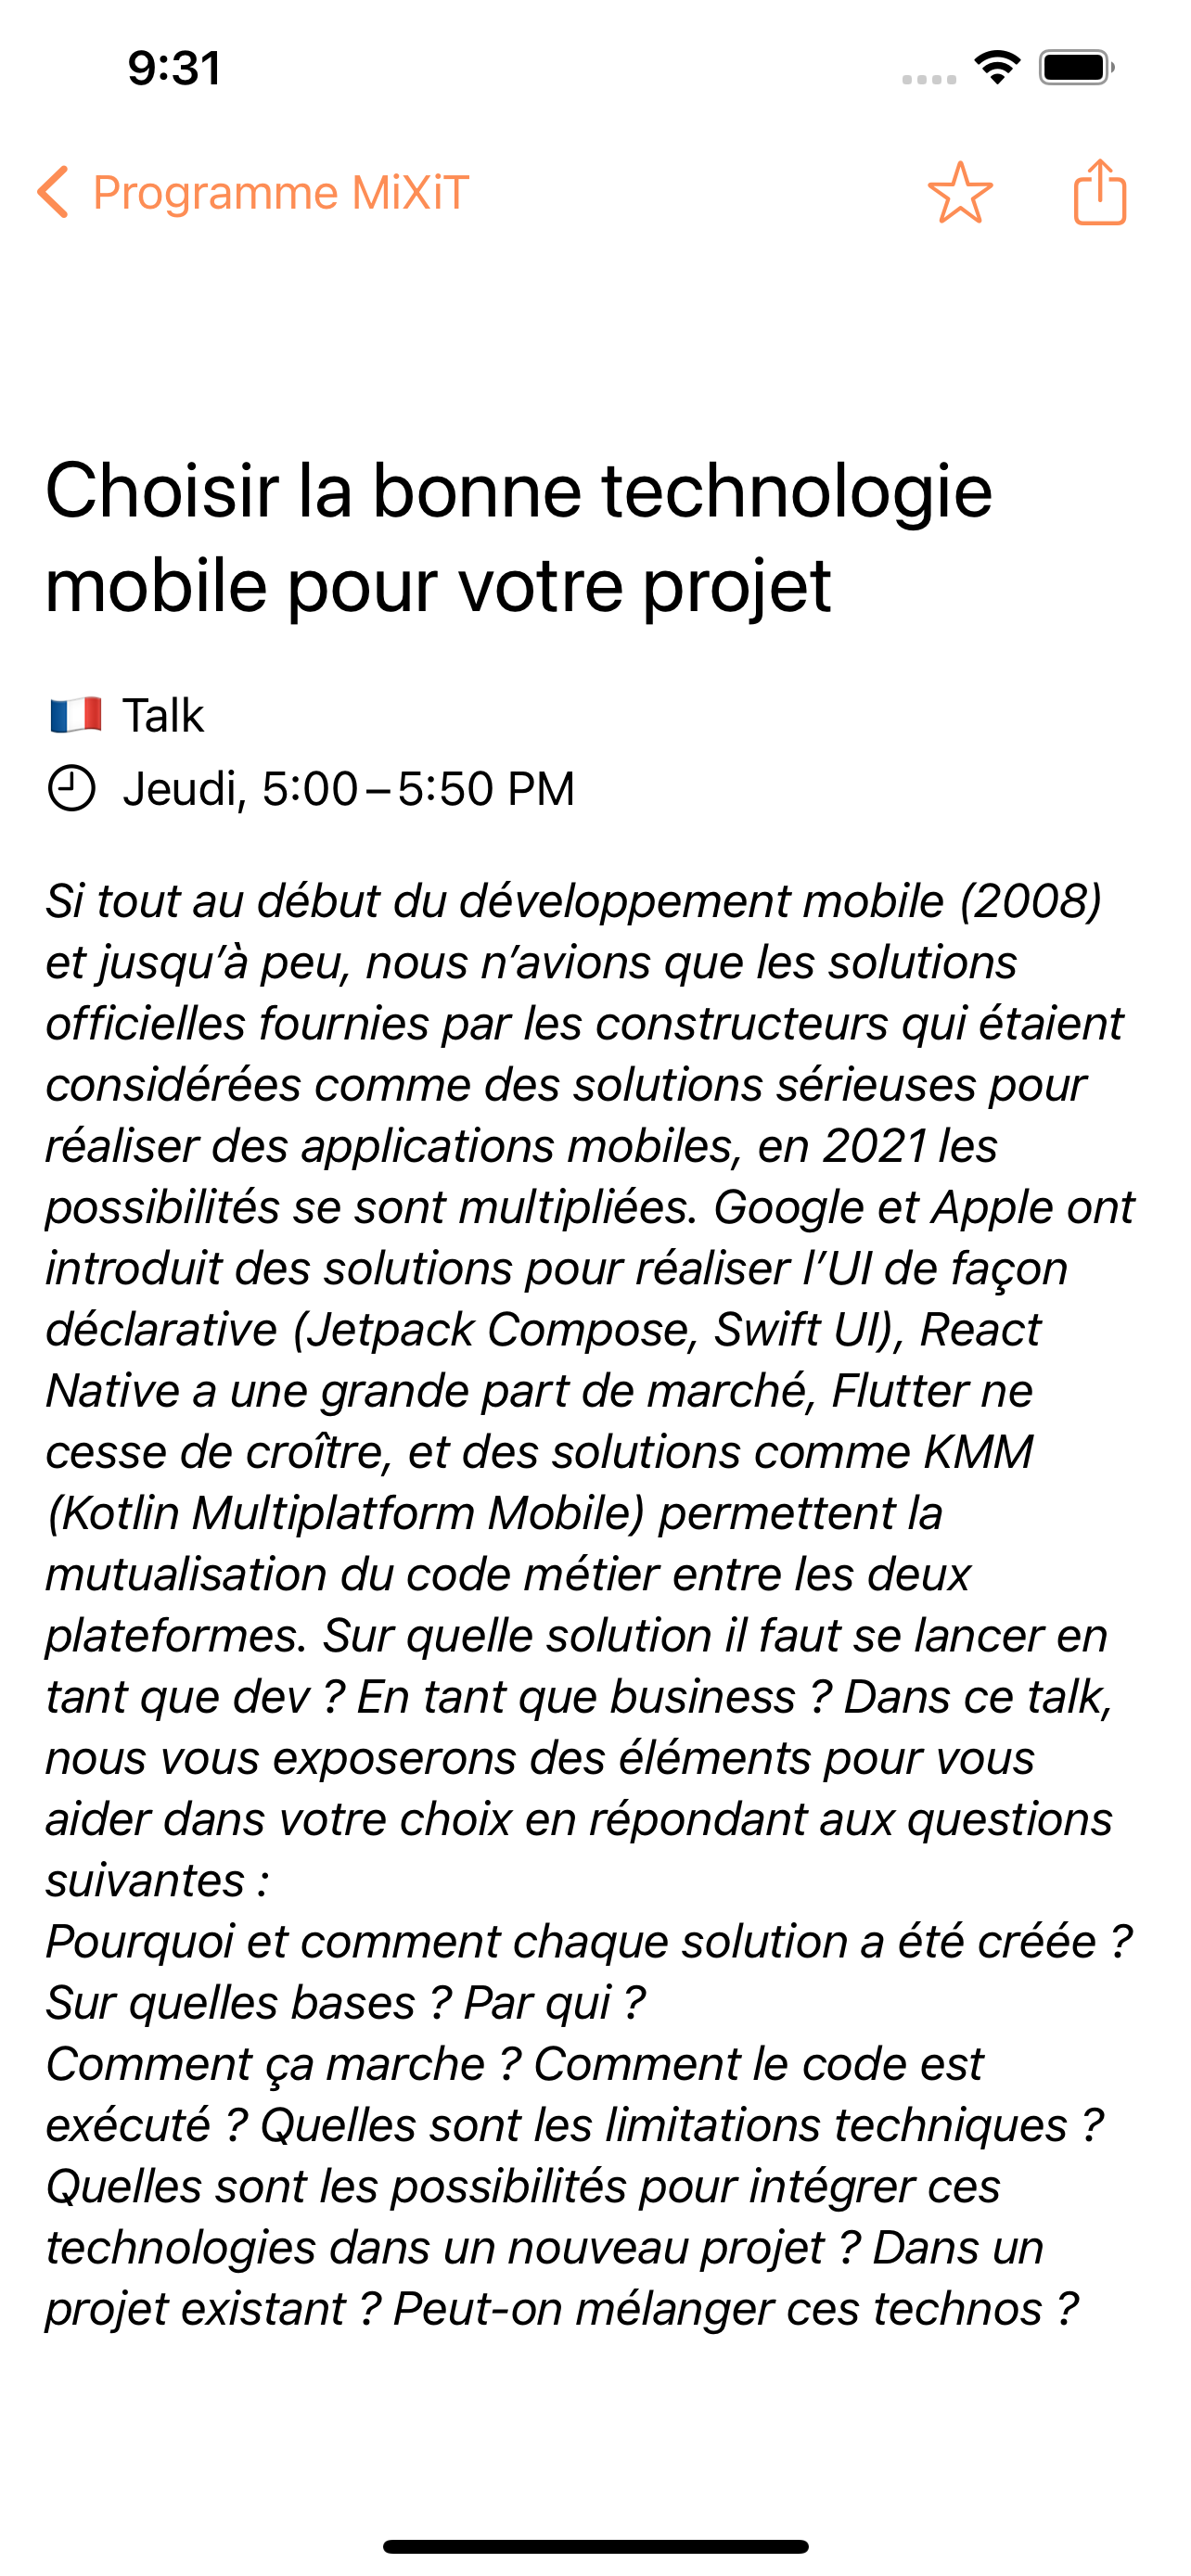 9:31
Programme MiXiT
Choisir la bonne technologie
mobile pour votre projet
Talk
Jeudi, 5:00 – 5:50 PM
Si tout au début du développement mobile (2008)
et jusqu’à peu, nous n’avions que les solutions
officielles fournies par les constructeurs qui étaient
considérées comme des solutions sérieuses pour
réaliser des applications mobiles, en 2021 les
possibilités se sont multipliées. Google et Apple ont
introduit des solutions pour réaliser l’UI de façon
déclarative (Jetpack Compose, Swift UI), React
Native a une grande part de marché, Flutter ne
cesse de croître, et des solutions comme KMM
(Kotlin Multiplatform Mobile) permettent la
mutualisation du code métier entre les deux
plateformes. Sur quelle solution il faut se lancer en
tant que dev ? En tant que business ? Dans ce talk,
nous vous exposerons des éléments pour vous
aider dans votre choix en répondant aux questions
suivantes :
Pourquoi et comment chaque solution a été créée ?
Sur quelles bases ? Par qui ?
Comment ça marche ? Comment le code est
exécuté ? Quelles sont les limitations techniques ?
Quelles sont les possibilités pour intégrer ces
technologies dans un nouveau projet ? Dans un
projet existant ? Peut-on mélanger ces technos ?